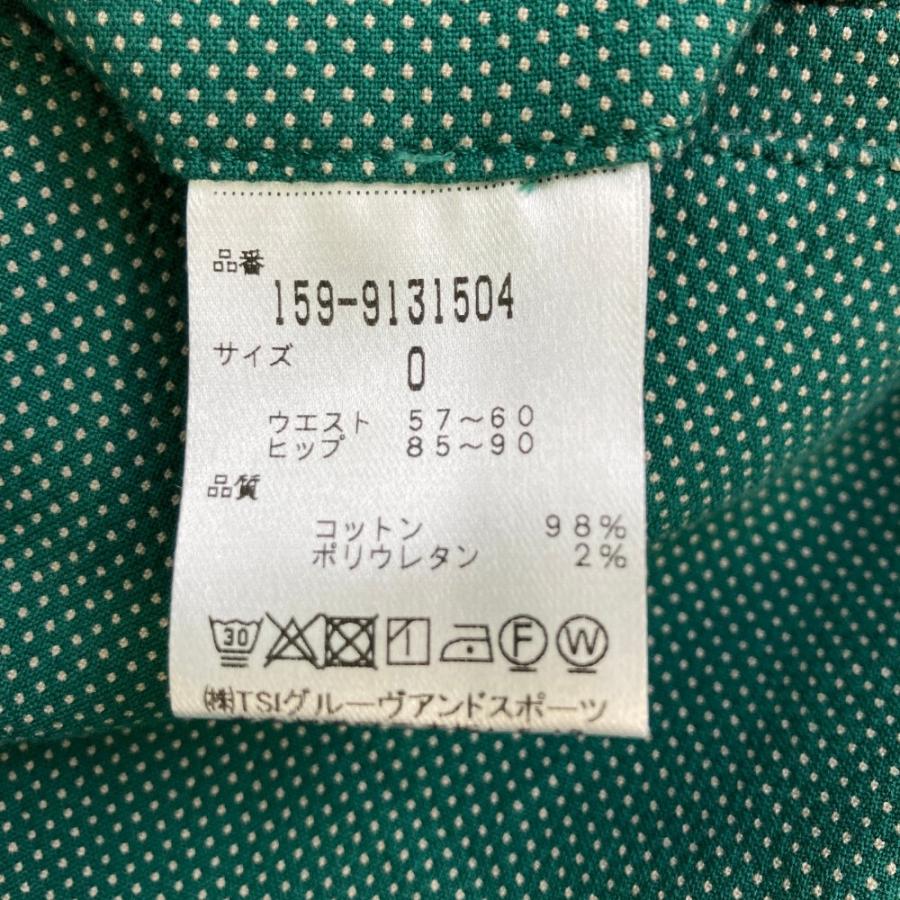 品番
159-9131504
サイズ
0
ウエスト 57～60
ヒップ 85～90
品質
コットン 98%
ポリウレタン 2%
30 F W
㈱TSIグルーヴアンドスポーツ